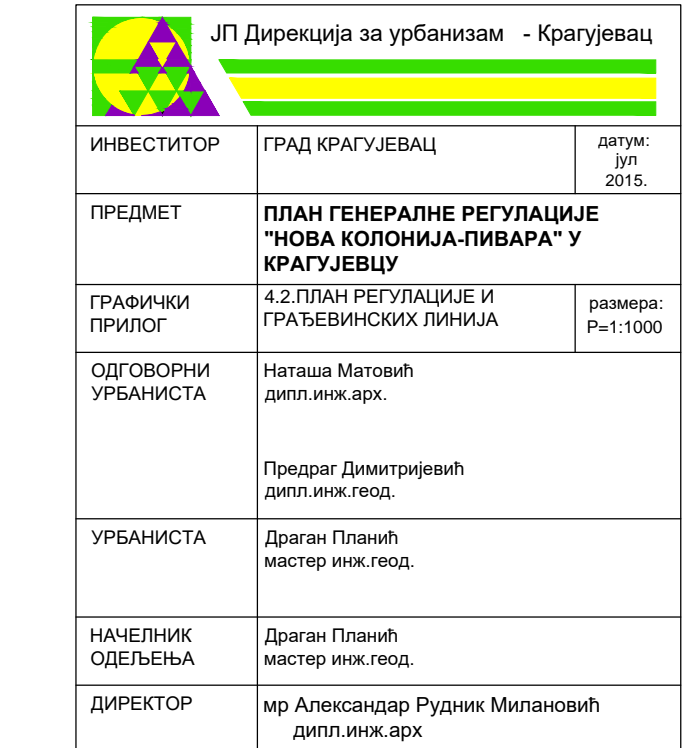 ЈП Дирекција за урбанизам - Крагујевац
ИНВЕСТИТОР
ГРАД КРАГУЈЕВАЦ
датум:
јул
2015.
ПРЕДМЕТ
ПЛАН ГЕНЕРАЛНЕ РЕГУЛАЦИЈЕ
"НОВА КОЛОНИЈА-ПИВАРА" У
КРАГУЈЕВЦУ
ГРАФИЧКИ
ПРИЛОГ
4.2.ПЛАН РЕГУЛАЦИЈЕ И
ГРАЂЕВИНСКИХ ЛИНИЈА
размера:
Р=1:1000
ОДГОВОРНИ
УРБАНИСТА
Наташа Матовић
дипл.инж.арх.
Предраг Димитријевић
дипл.инж.геод.
УРБАНИСТА
Драган Планић
мастер инж.геод.
НАЧЕЛНИК
ОДЕЉЕЊА
Драган Планић
мастер инж.геод.
ДИРЕКТОР
мр Александар Рудник Милановић
дипл.инж.арх